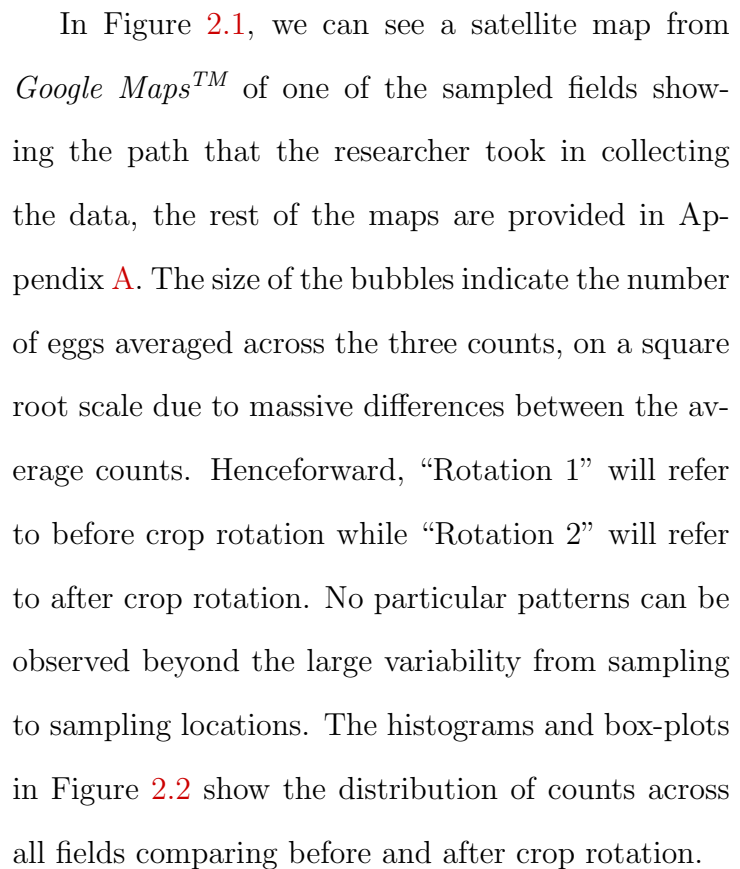 In Figure 2.1, we can see a satellite map from
Google Maps™ of one of the sampled fields show-
ing the path that the researcher took in collecting
the data, the rest of the maps are provided in Ap-
pendix A. The size of the bubbles indicate the number
of eggs averaged across the three counts, on a square
root scale due to massive differences between the av-
erage counts. Henceforward, “Rotation 1” will refer
to before crop rotation while “Rotation 2” will refer
to after crop rotation. No particular patterns can be
observed beyond the large variability from sampling
to sampling locations. The histograms and box-plots
in Figure 2.2 show the distribution of counts across
all fields comparing before and after crop rotation.